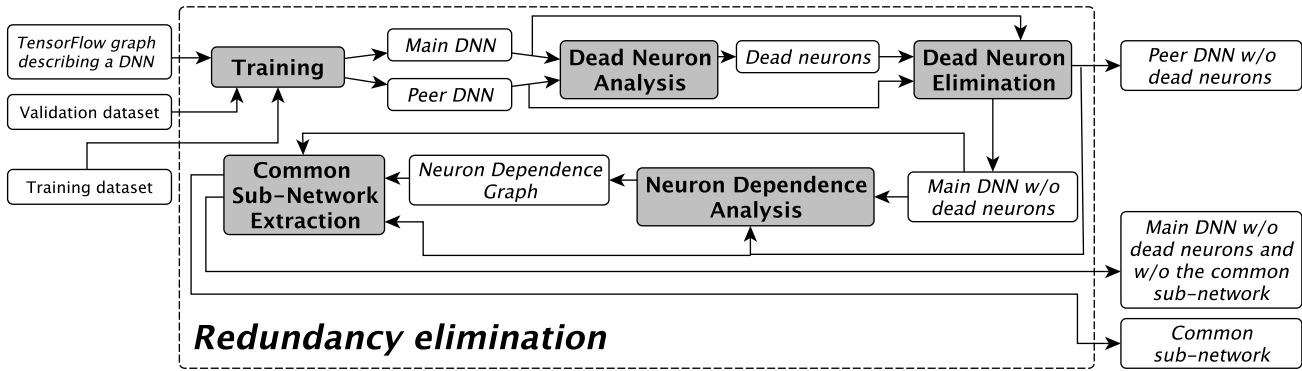 TensorFlow graph
describing a DNN
Validation dataset
Training dataset
Training
Main DNN
Peer DNN
Dead Neuron
Analysis
Dead neurons
Dead Neuron
Elimination
Peer DNN w/o
dead neurons
Common
Sub-Network
Extraction
Neuron Dependence
Graph
Neuron Dependence
Analysis
Main DNN w/o
dead neurons
Main DNN w/o
dead neurons and
w/o the common
sub-network
Common
sub-network
Redundancy elimination